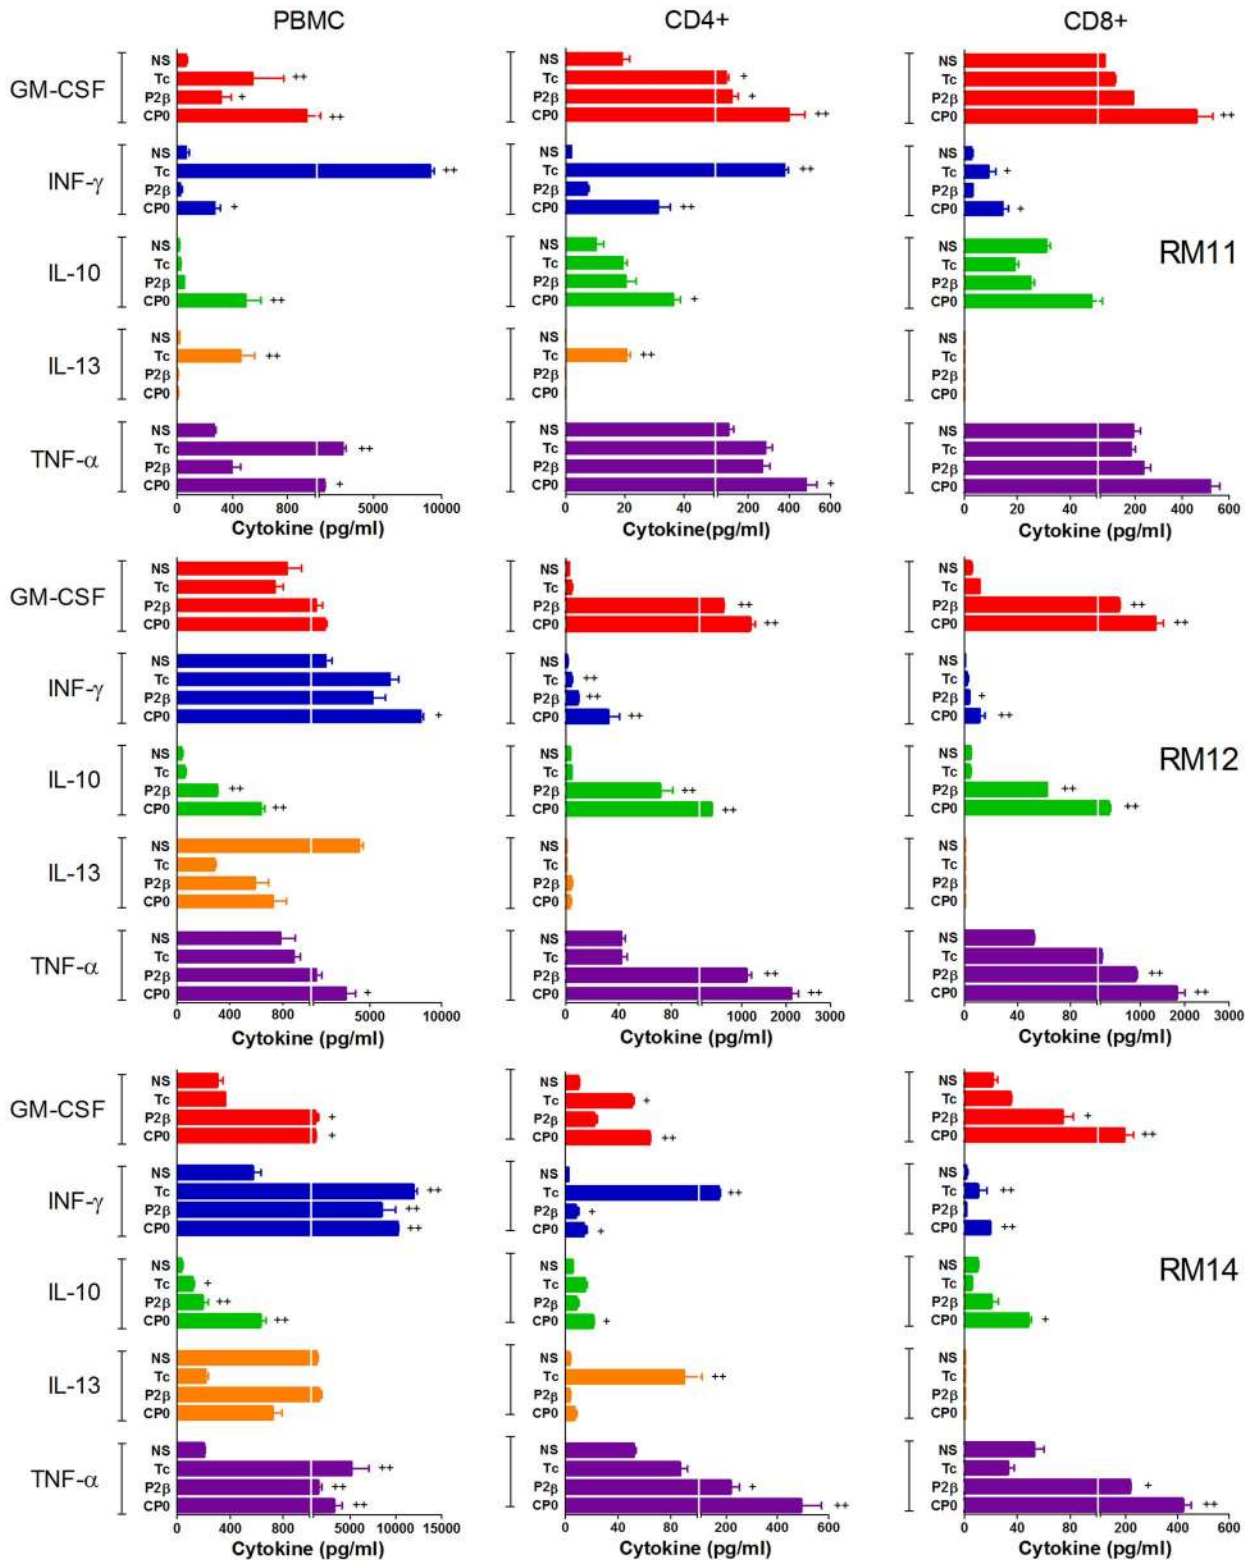 PBMC CD4+ CD8+
GM-CSF NS NS NS
Tc ++ Tc + Tc
P2β + P2β + P2β
CP0 ++ CP0 ++ CP0 ++
INF-γ NS NS NS
Tc ++ Tc ++ Tc +
P2β P2β P2β
CP0 + CP0 ++ CP0 +
IL-10 NS NS NS RM11
Tc Tc Tc
P2β P2β P2β
CP0 ++ CP0 + CP0
IL-13 NS NS NS
Tc ++ Tc ++ Tc
P2β P2β P2β
CP0 CP0 CP0
TNF-α NS NS NS
Tc ++ Tc Tc
P2β P2β P2β
CP0 + CP0 + CP0
0 400 800 5000 10000 0 20 40 200 400 600 0 20 40 200 400 600
Cytokine (pg/ml) Cytokine(pg/ml) Cytokine (pg/ml)
GM-CSF NS NS NS
Tc Tc Tc
P2β P2β ++ P2β ++
CP0 CP0 ++ CP0 ++
INF-γ NS NS NS
Tc Tc ++ Tc
P2β P2β ++ P2β +
CP0 + CP0 ++ CP0 ++
IL-10 NS NS NS RM12
Tc Tc Tc
P2β ++ P2β ++ P2β ++
CP0 ++ CP0 ++ CP0 ++
IL-13 NS NS NS
Tc Tc Tc
P2β P2β P2β
CP0 CP0 CP0
TNF-α NS NS NS
Tc Tc Tc
P2β P2β ++ P2β ++
CP0 + CP0 ++ CP0 ++
0 400 800 5000 10000 0 40 80 1000 2000 3000 0 40 80 1000 2000 3000
Cytokine (pg/ml) Cytokine (pg/ml) Cytokine (pg/ml)
GM-CSF NS NS NS
Tc Tc + Tc
P2β + P2β P2β +
CP0 + CP0 ++ CP0 ++
INF-γ NS NS NS
Tc ++ Tc ++ Tc ++
P2β ++ P2β + P2β
CP0 ++ CP0 + CP0 ++
IL-10 NS NS NS RM14
Tc + Tc Tc
P2β ++ P2β P2β
CP0 ++ CP0 + CP0 +
IL-13 NS NS NS
Tc Tc ++ Tc
P2β P2β P2β
CP0 CP0 CP0
TNF-α NS NS NS
Tc ++ Tc Tc
P2β ++ P2β + P2β +
CP0 ++ CP0 ++ CP0 ++
0 400 800 5000 10000 15000 0 40 80 200 400 600 0 40 80 200 400 600
Cytokine (pg/ml) Cytokine (pg/ml) Cytokine (pg/ml)